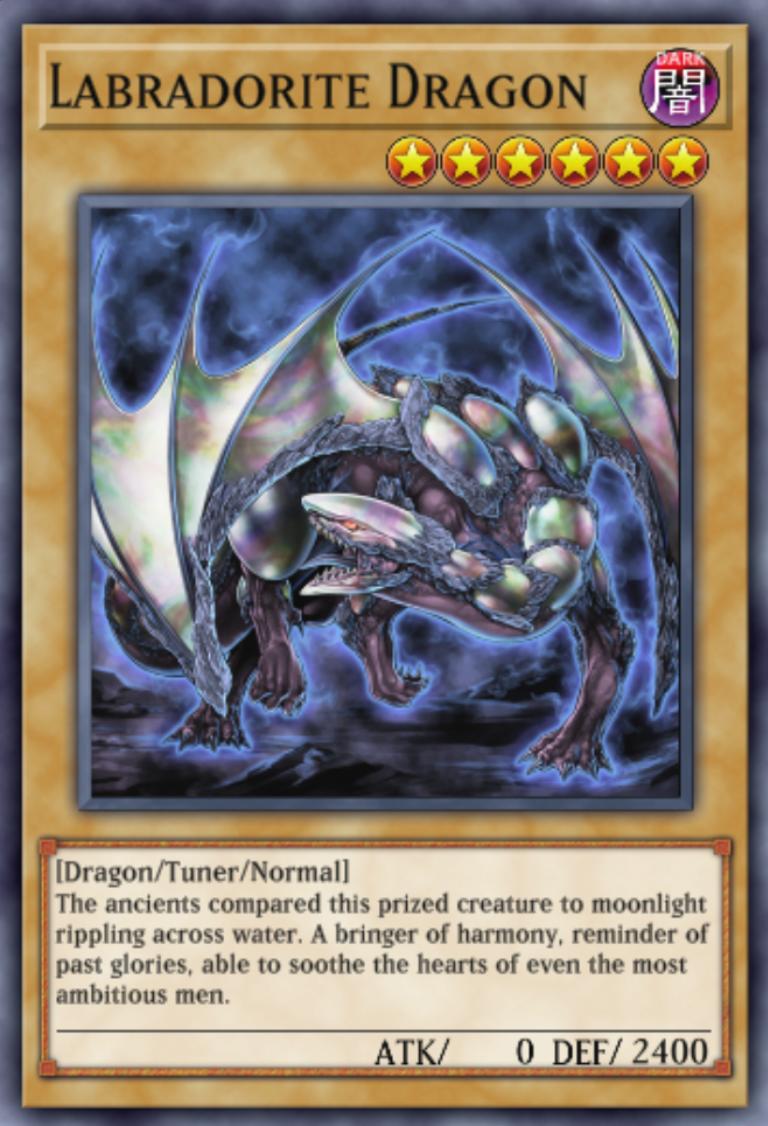 LABRADORITE DRAGON
DARK
闇
[Dragon/Tuner/Normal]
The ancients compared this prized creature to moonlight
rippling across water. A bringer of harmony, reminder of
past glories, able to soothe the hearts of even the most
ambitious men.
ATK/ 0 DEF/ 2400